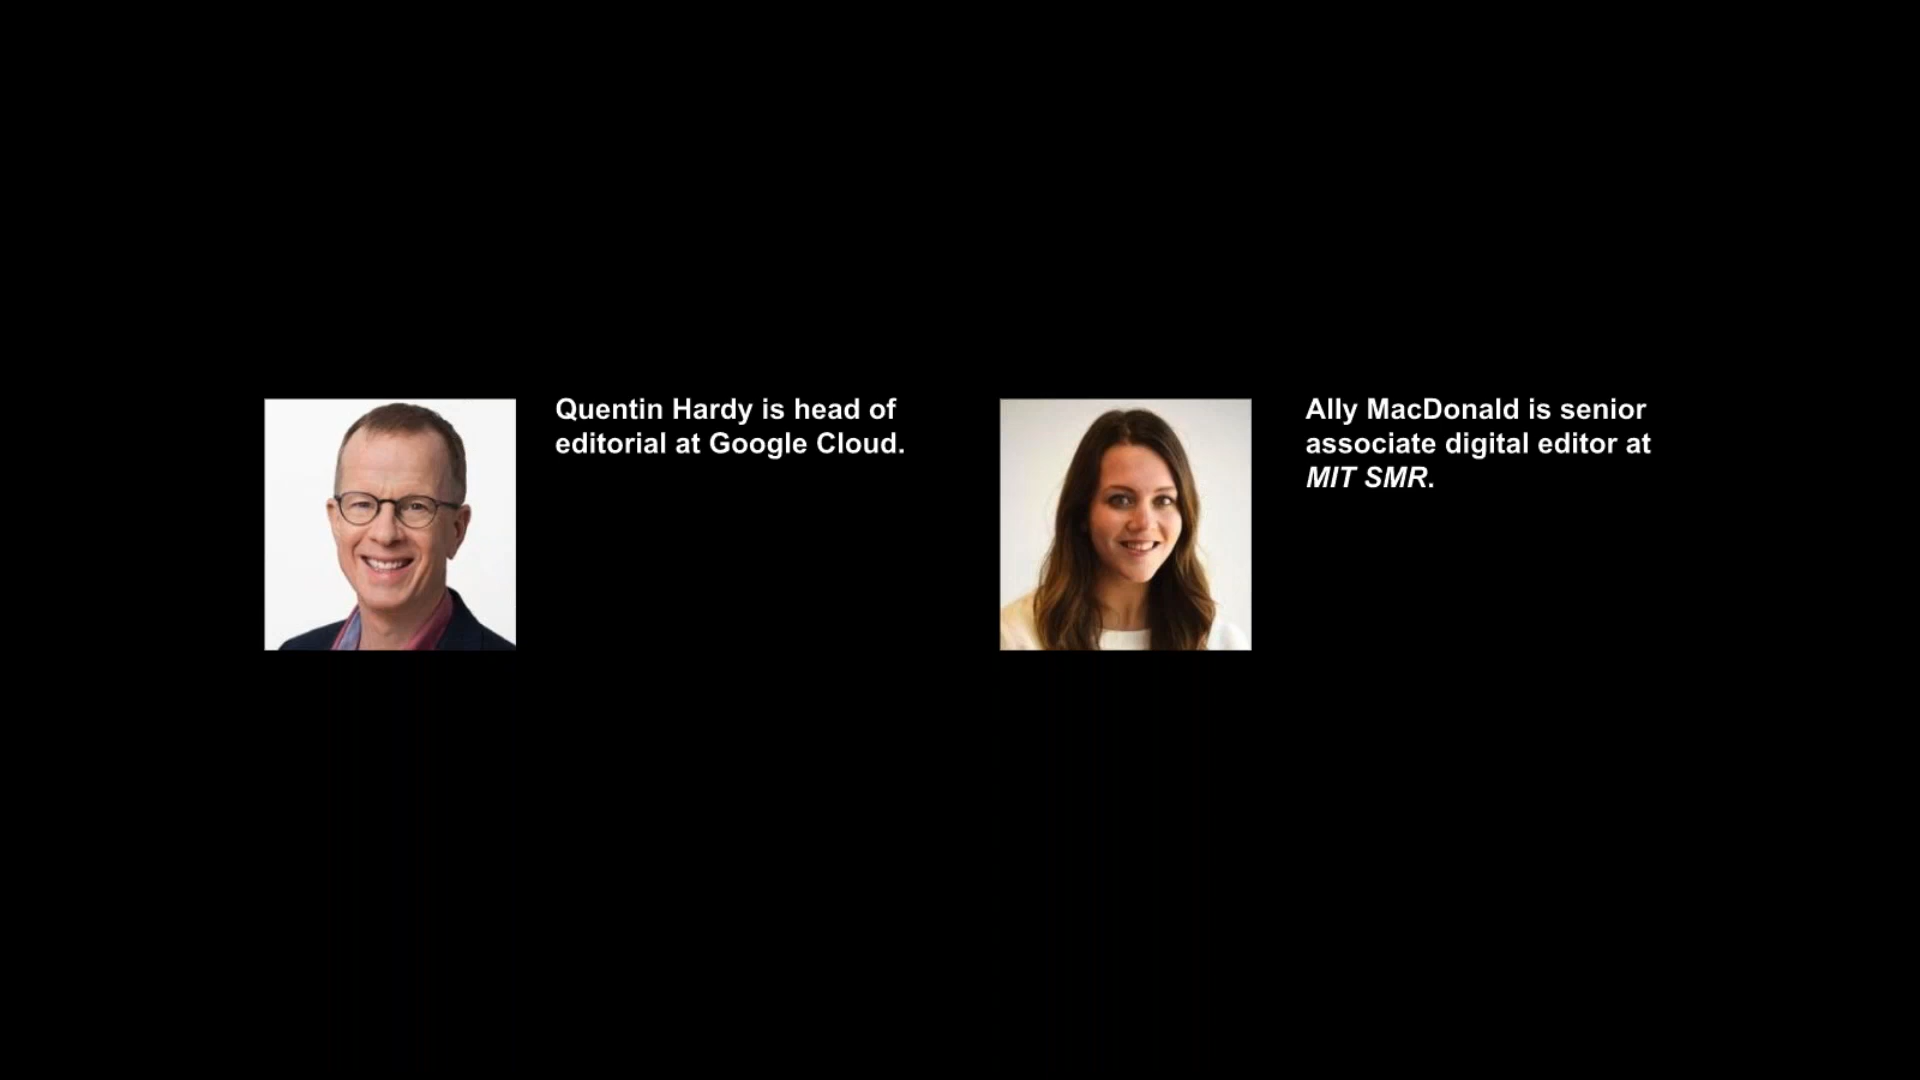 Quentin Hardy is head of
editorial at Google Cloud.
Ally MacDonald is senior
associate digital editor at
MIT SMR.